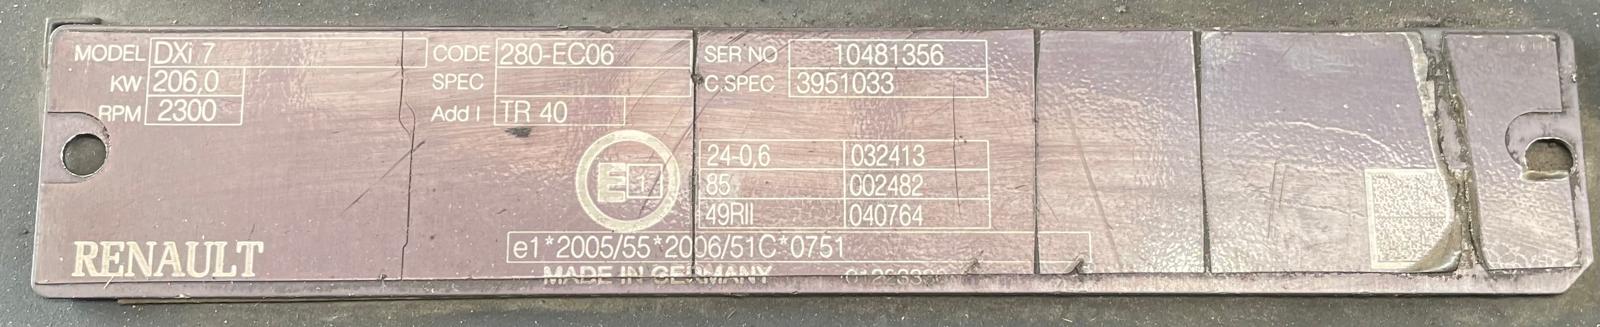 MODEL DXi 7 CODE 280-EC06 SER NO 10481356
KW 206,0 SPEC C.SPEC 3951033
RPM 2300 Add I TR 40
24-0,6 032413
E 1 85 002482
49RII 040764
e1*2005/55*2006/51C*0751
RENAULT
MADE IN GERMANY